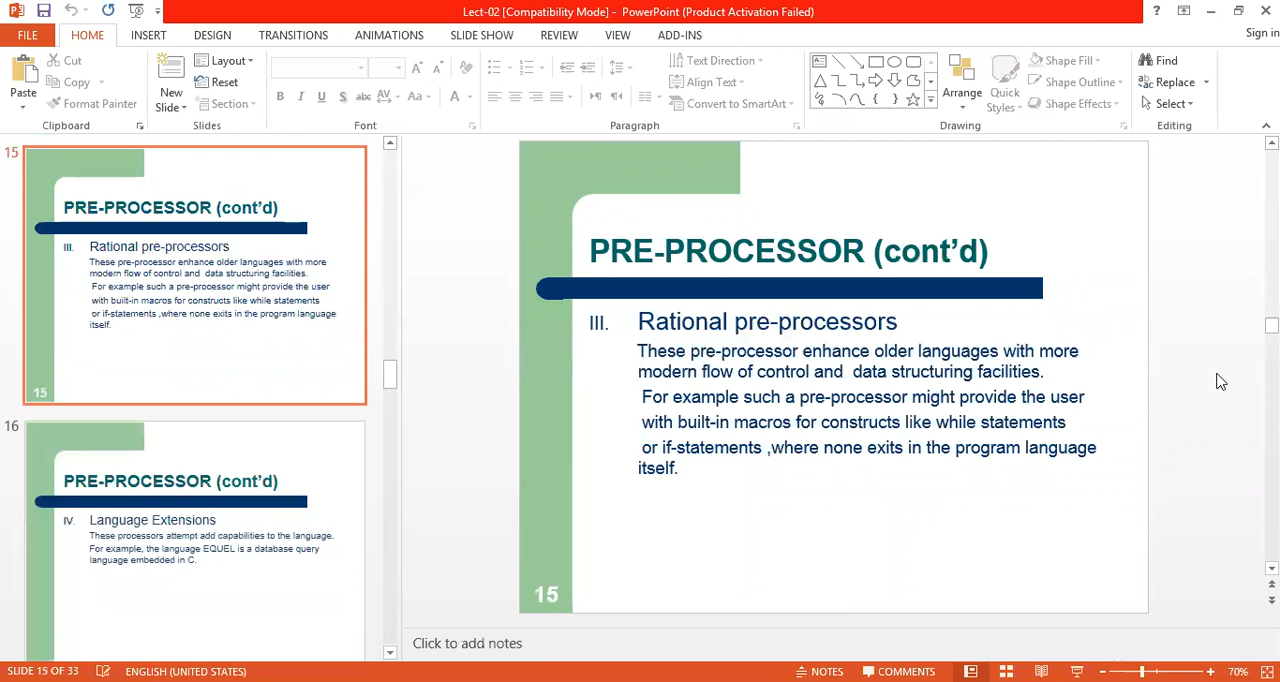 Lect-02 [Compatibility Mode] - PowerPoint (Product Activation Failed)
?
FILE HOME INSERT DESIGN TRANSITIONS ANIMATIONS SLIDE SHOW REVIEW VIEW ADD-INS Sign in
Paste
Cut
Copy
Format Painter
Clipboard
New
Slide
Layout
Reset
Section
Slides
B I U S abc AV Aa A
Font
Text Direction
Align Text
Convert to SmartArt
Paragraph
Arrange
Quick
Styles
Shape Fill
Shape Outline
Shape Effects
Drawing
Find
Replace
Select
Editing
15
PRE-PROCESSOR (cont’d)
III. Rational pre-processors
These pre-processor enhance older languages with more
modern flow of control and data structuring facilities.
For example such a pre-processor might provide the user
with built-in macros for constructs like while statements
or if-statements ,where none exits in the program language
itself.
15
16
PRE-PROCESSOR (cont’d)
IV. Language Extensions
These processors attempt add capabilities to the language.
For example, the language EQUEL is a database query
language embedded in C.
PRE-PROCESSOR (cont’d)
III. Rational pre-processors
These pre-processor enhance older languages with more
modern flow of control and data structuring facilities.
For example such a pre-processor might provide the user
with built-in macros for constructs like while statements
or if-statements ,where none exits in the program language
itself.
15
Click to add notes
SLIDE 15 OF 33 ENGLISH (UNITED STATES) NOTES COMMENTS 70%